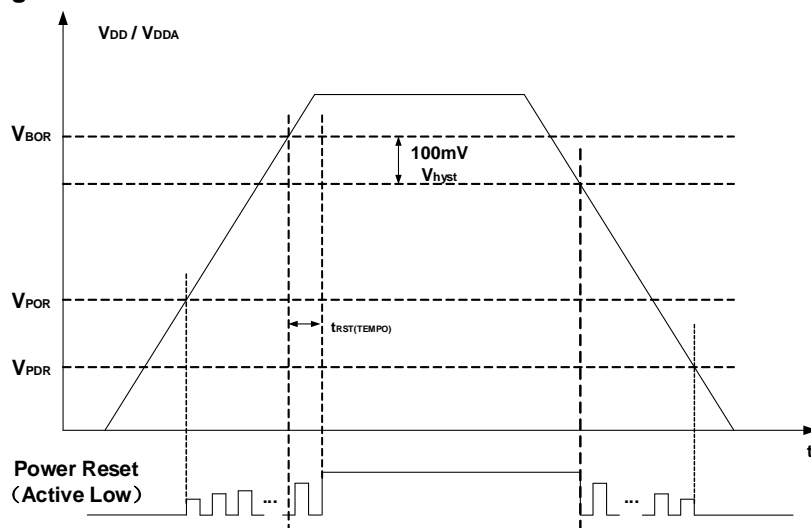 VDD / VDDA
VBOR
100mV
Vhyst
VPOR
tRST(TEMPO)
VPDR
t
Power Reset
（Active Low）
...
...